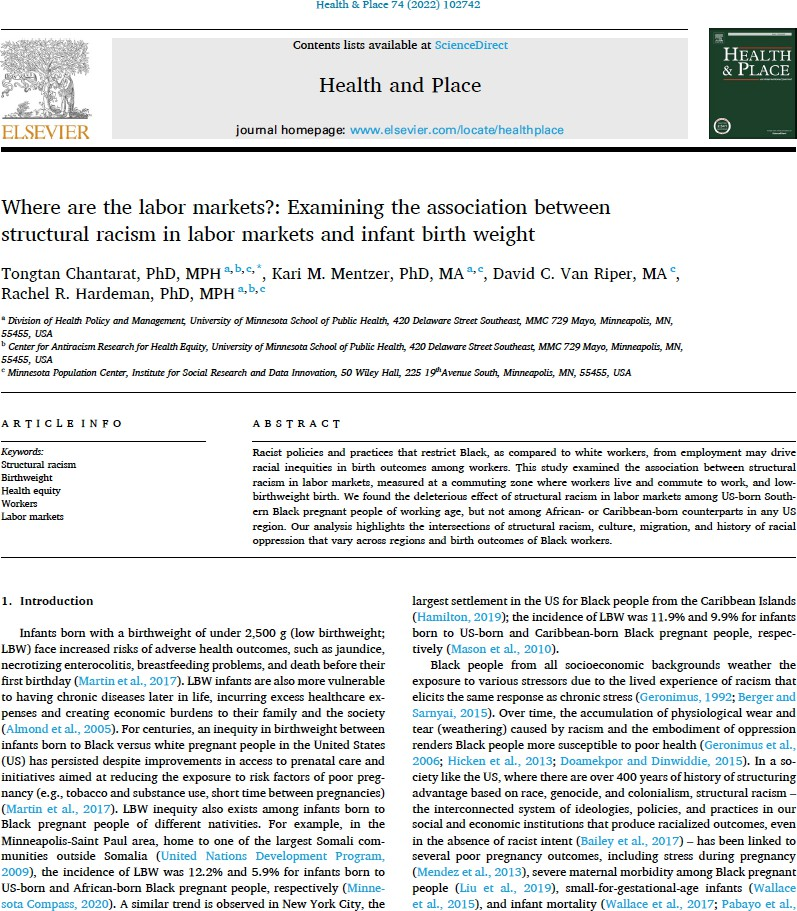 Health & Place 74 (2022) 102742
Contents lists available at ScienceDirect
Health and Place
journal homepage: www.elsevier.com/locate/healthplace
ELSEVIER
HEALTH
& PLACE
Where are the labor markets?: Examining the association between
structural racism in labor markets and infant birth weight
Tongtan Chantarat, PhD, MPH a,b,c,*, Kari M. Mentzer, PhD, MA a,c, David C. Van Riper, MA c,
Rachel R. Hardeman, PhD, MPH a,b,c
a Division of Health Policy and Management, University of Minnesota School of Public Health, 420 Delaware Street Southeast, MMC 729 Mayo, Minneapolis, MN,
55455, USA
b Center for Antiracism Research for Health Equity, University of Minnesota School of Public Health, 420 Delaware Street Southeast, MMC 729 Mayo, Minneapolis, MN,
55455, USA
c Minnesota Population Center, Institute for Social Research and Data Innovation, 50 Wiley Hall, 225 19thAvenue South, Minneapolis, MN, 55455, USA
ARTICLE INFO
Keywords:
Structural racism
Birthweight
Health equity
Workers
Labor markets
ABSTRACT
Racist policies and practices that restrict Black, as compared to white workers, from employment may drive
racial inequities in birth outcomes among workers. This study examined the association between structural
racism in labor markets, measured at a commuting zone where workers live and commute to work, and low-
birthweight birth. We found the deleterious effect of structural racism in labor markets among US-born South-
ern Black pregnant people of working age, but not among African- or Caribbean-born counterparts in any US
region. Our analysis highlights the intersections of structural racism, culture, migration, and history of racial
oppression that vary across regions and birth outcomes of Black workers.
1. Introduction
Infants born with a birthweight of under 2,500 g (low birthweight;
LBW) face increased risks of adverse health outcomes, such as jaundice,
necrotizing enterocolitis, breastfeeding problems, and death before their
first birthday (Martin et al., 2017). LBW infants are also more vulnerable
to having chronic diseases later in life, incurring excess healthcare ex-
penses and creating economic burdens to their family and the society
(Almond et al., 2005). For centuries, an inequity in birthweight between
infants born to Black versus white pregnant people in the United States
(US) has persisted despite improvements in access to prenatal care and
initiatives aimed at reducing the exposure to risk factors of poor preg-
nancy (e.g., tobacco and substance use, short time between pregnancies)
(Martin et al., 2017). LBW inequity also exists among infants born to
Black pregnant people of different nativities. For example, in the
Minneapolis-Saint Paul area, home to one of the largest Somali com-
munities outside Somalia (United Nations Development Program,
2009), the incidence of LBW was 12.2% and 5.9% for infants born to
US-born and African-born Black pregnant people, respectively (Minne-
sota Compass, 2020). A similar trend is observed in New York City, the
largest settlement in the US for Black people from the Caribbean Islands
(Hamilton, 2019); the incidence of LBW was 11.9% and 9.9% for infants
born to US-born and Caribbean-born Black pregnant people, respec-
tively (Mason et al., 2010).
Black people from all socioeconomic backgrounds weather the
exposure to various stressors due to the lived experience of racism that
elicits the same response as chronic stress (Geronimus, 1992; Berger and
Sarnyai, 2015). Over time, the accumulation of physiological wear and
tear (weathering) caused by racism and the embodiment of oppression
renders Black people more susceptible to poor health (Geronimus et al.,
2006; Hicken et al., 2013; Doamekpor and Dinwiddie, 2015). In a so-
ciety like the US, where there are over 400 years of history of structuring
advantage based on race, genocide, and colonialism, structural racism –
the interconnected system of ideologies, policies, and practices in our
social and economic institutions that produce racialized outcomes, even
in the absence of racist intent (Bailey et al., 2017) – has been linked to
several poor pregnancy outcomes, including stress during pregnancy
(Mendez et al., 2013), severe maternal morbidity among Black pregnant
people (Liu et al., 2019), small-for-gestational-age infants (Wallace
et al., 2015), and infant mortality (Wallace et al., 2017; Pabayo et al.,